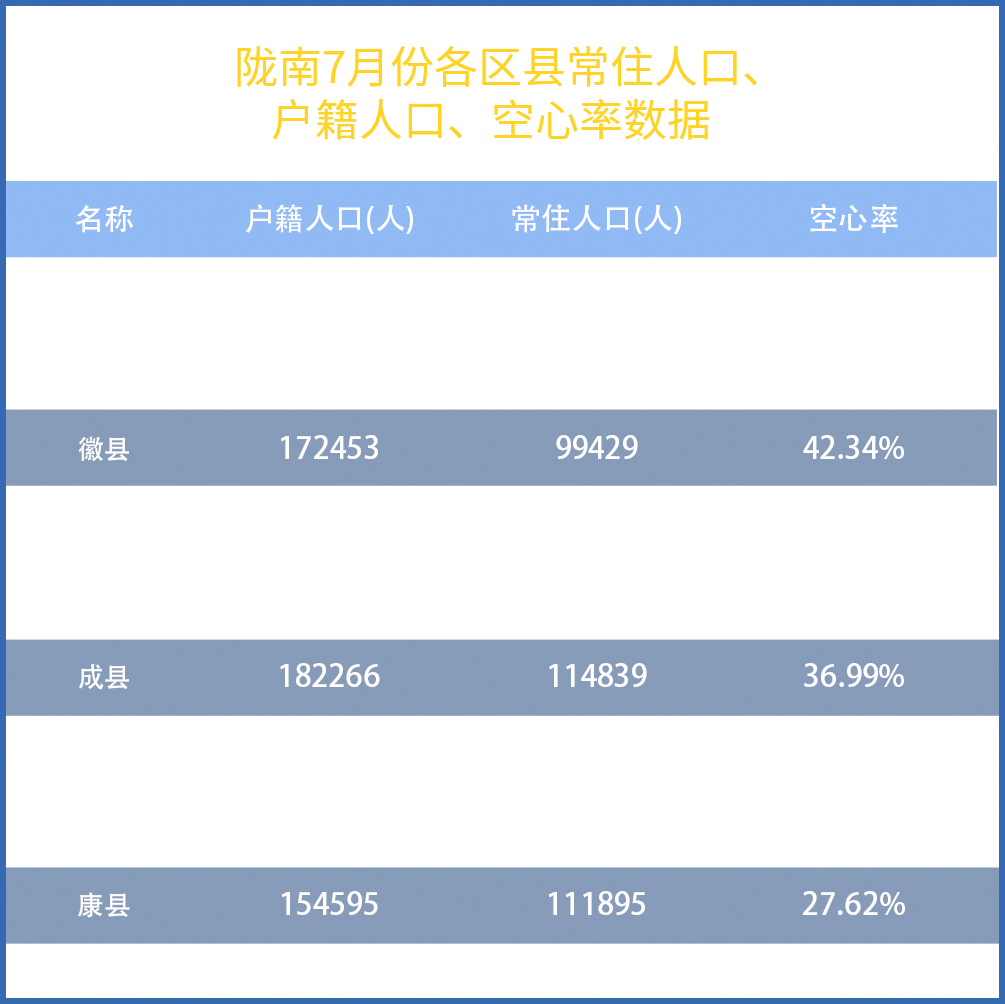 陇南7月份各区县常住人口、
户籍人口、空心率数据
名称 户籍人口(人) 常住人口(人) 空心率
徽县 172453 99429 42.34%
成县 182266 114839 36.99%
康县 154595 111895 27.62%